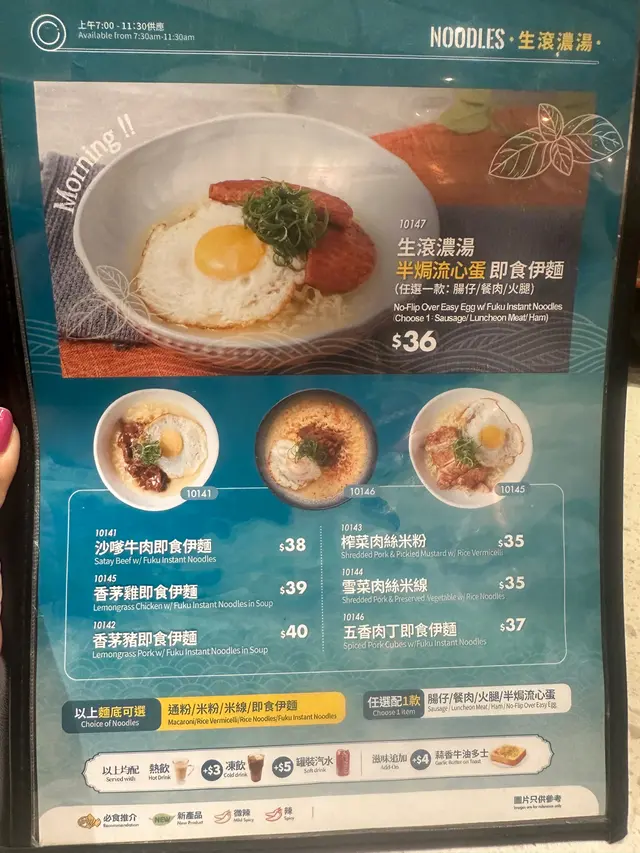 上午7:00 - 11:30供應
Available from 7:30am-11:30am
NOODLES · 生滾濃湯 ·
Morning !!
10147
生滾濃湯
半焗流心蛋 即食伊麵
(任選一款: 腸仔/餐肉/火腿)
No-Flip Over Easy Egg w/ Fuku Instant Noodles
(Choose 1: Sausage/ Luncheon Meat/ Ham)
$36
10141
10146
10145
10141
沙嗲牛肉即食伊麵 $38
Satay Beef w/ Fuku Instant Noodles
10145
香茅雞即食伊麵 $39
Lemongrass Chicken w/ Fuku Instant Noodles in Soup
10142
香茅豬即食伊麵 $40
Lemongrass Pork w/ Fuku Instant Noodles in Soup
10143
榨菜肉絲米粉 $35
Shredded Pork & Pickled Mustard w/ Rice Vermicelli
10144
雪菜肉絲米線 $35
Shredded Pork & Preserved Vegetable w/ Rice Noodles
10146
五香肉丁即食伊麵 $37
Spiced Pork Cubes w/ Fuku Instant Noodles
以上麵底可選
Choice of Noodles
通粉/米粉/米線/即食伊麵
Macaroni/Rice Vermicelli/Rice Noodles/Fuku Instant Noodles
任選配1款
Choose 1 item
腸仔/餐肉/火腿/半焗流心蛋
Sausage / Luncheon Meat / Ham / No-Flip Over Easy Egg
以上均配
Served with
熱飲
Hot Drink
+$3 凍飲
Cold drink
+$5 罐裝汽水
Soft drink
滋味追加
Add-On
+$4 蒜香牛油多士
Garlic Butter on Toast
必食推介
Recommendation
NEW 新產品
New Product
微辣
Mild Spicy
辣
Spicy
圖片只供參考
Images are for reference only